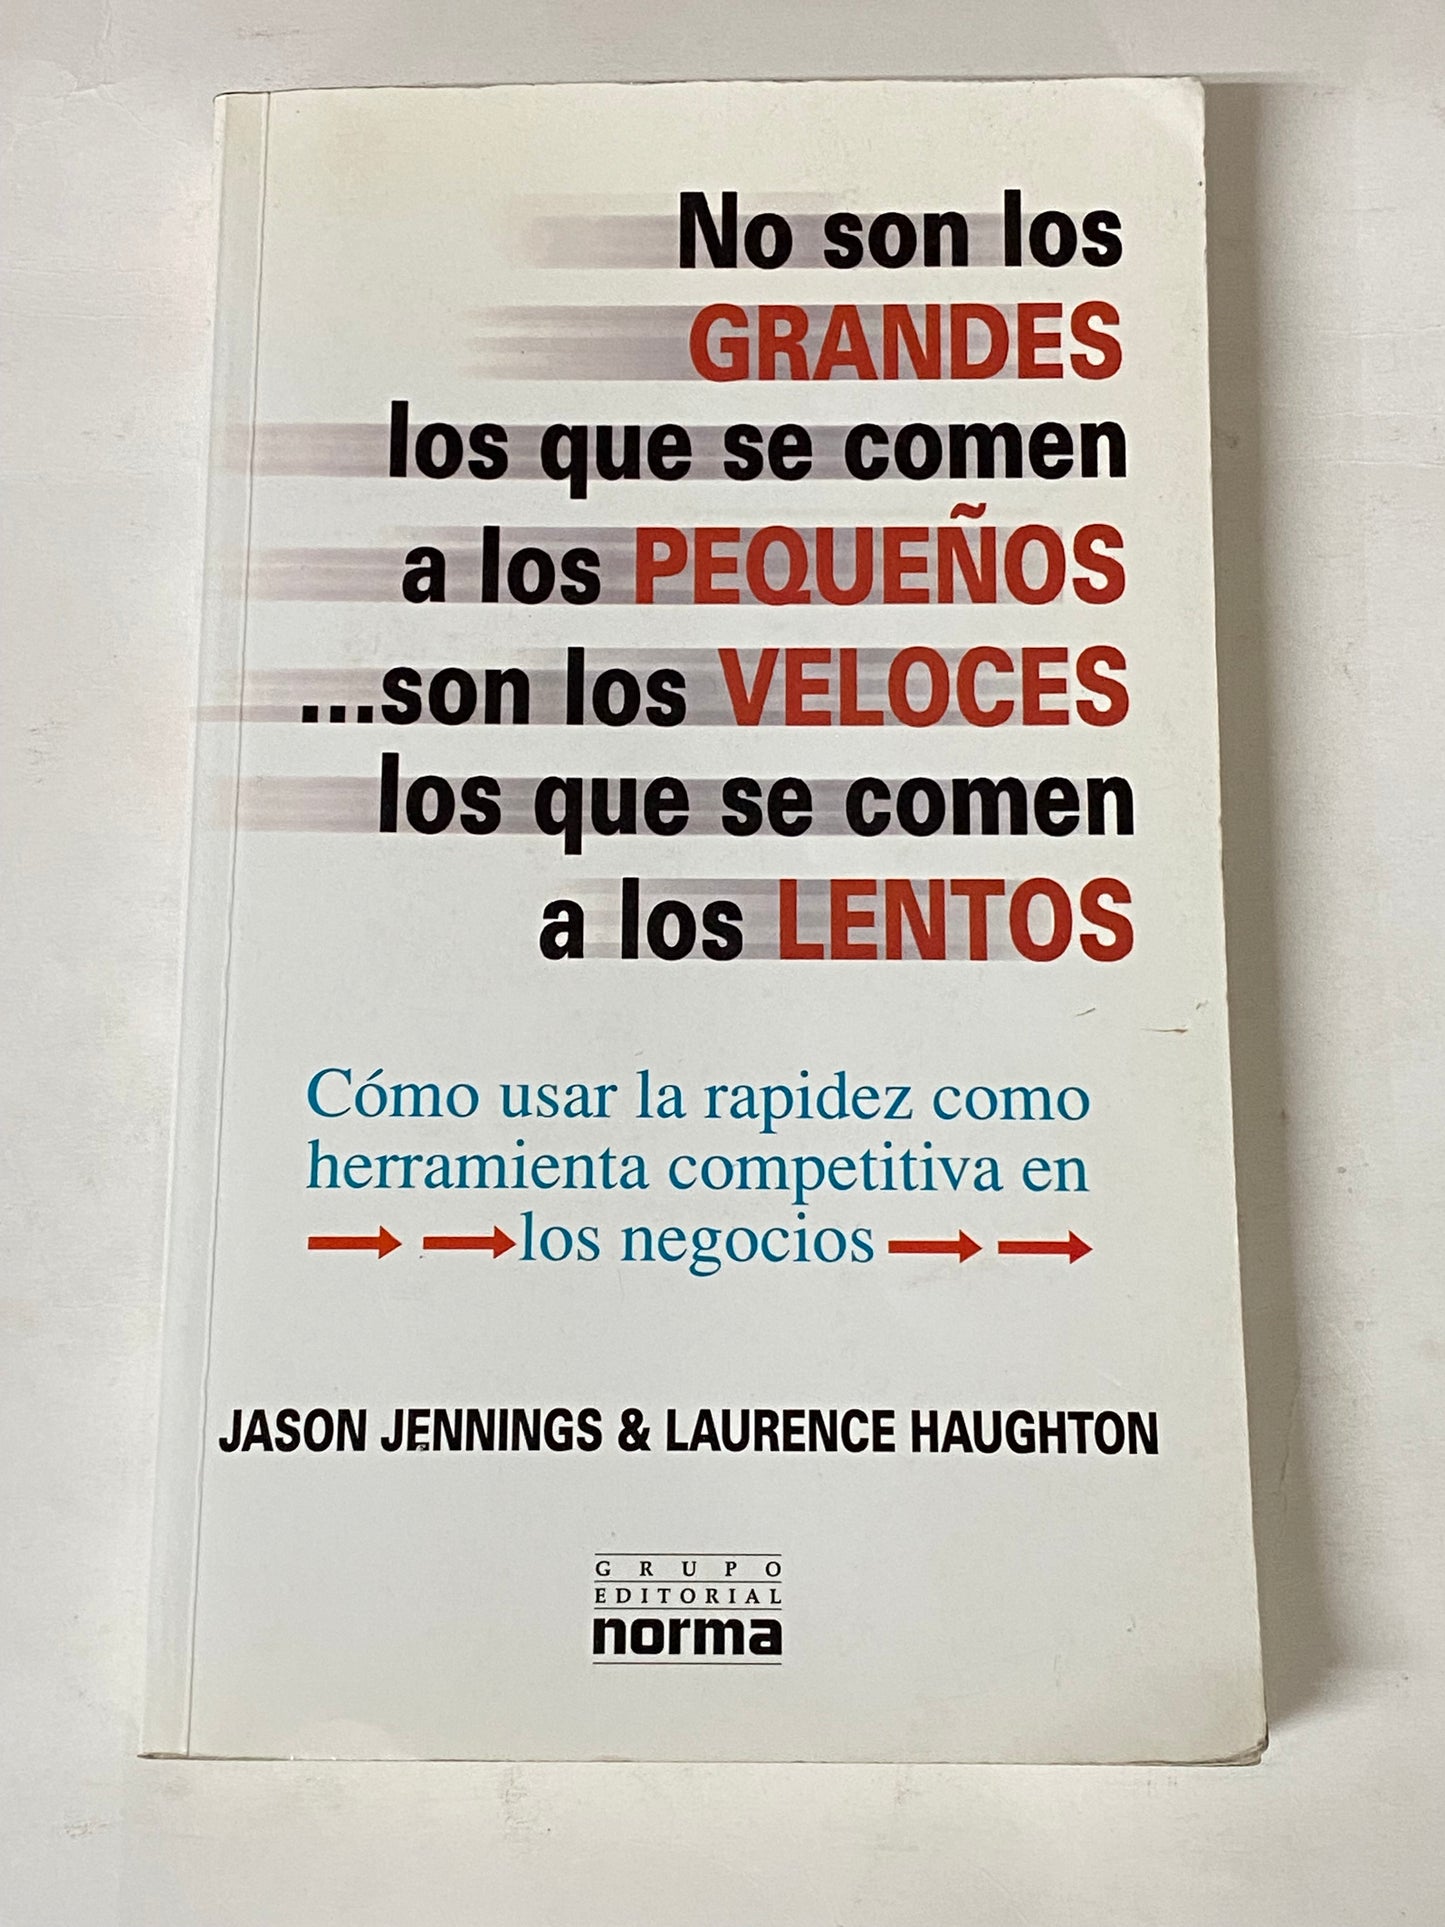 No son los
GRANDES
los que se comen
a los PEQUEÑOS
...son los VELOCES
los que se comen
a los LENTOS
Cómo usar la rapidez como
herramienta competitiva en
los negocios
JASON JENNINGS & LAURENCE HAUGHTON
GRUPO
EDITORIAL
norma